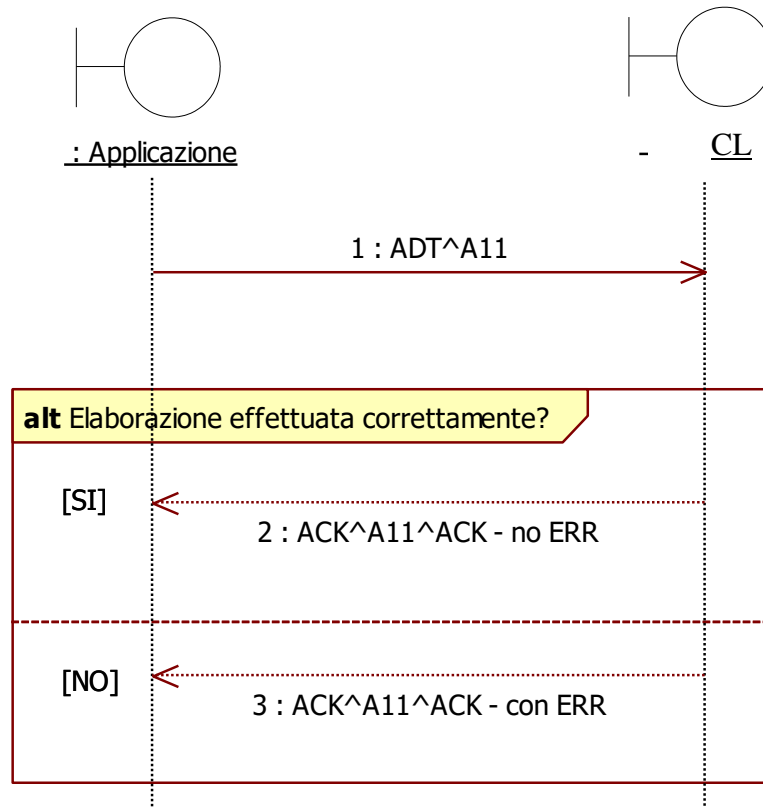 : Applicazione
- CL
1 : ADT^A11
alt Elaborazione effettuata correttamente?
[SI]
2 : ACK^A11^ACK - no ERR
[NO]
3 : ACK^A11^ACK - con ERR